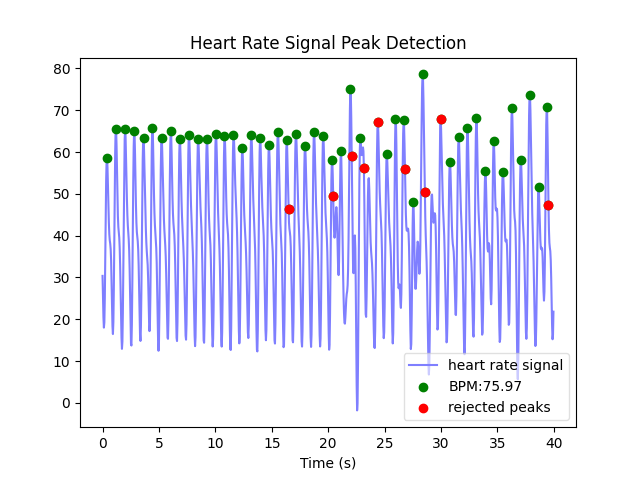 Heart Rate Signal Peak Detection
80
70
60
50
40
30
20
10
0
heart rate signal
BPM:75.97
rejected peaks
0 5 10 15 20 25 30 35 40
Time (s)